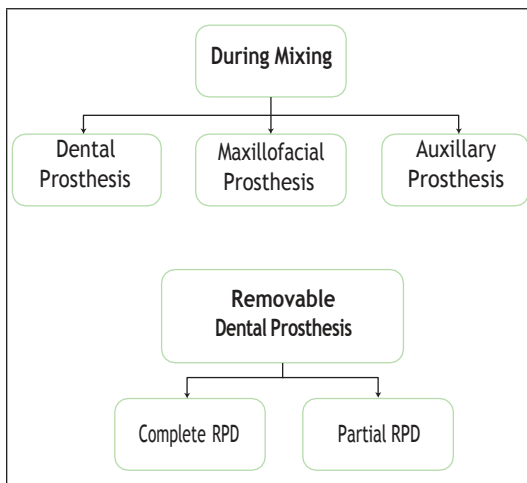 During Mixing
Dental
Prosthesis
Maxillofacial
Prosthesis
Auxillary
Prosthesis
Removable
Dental Prosthesis
Complete RPD
Partial RPD